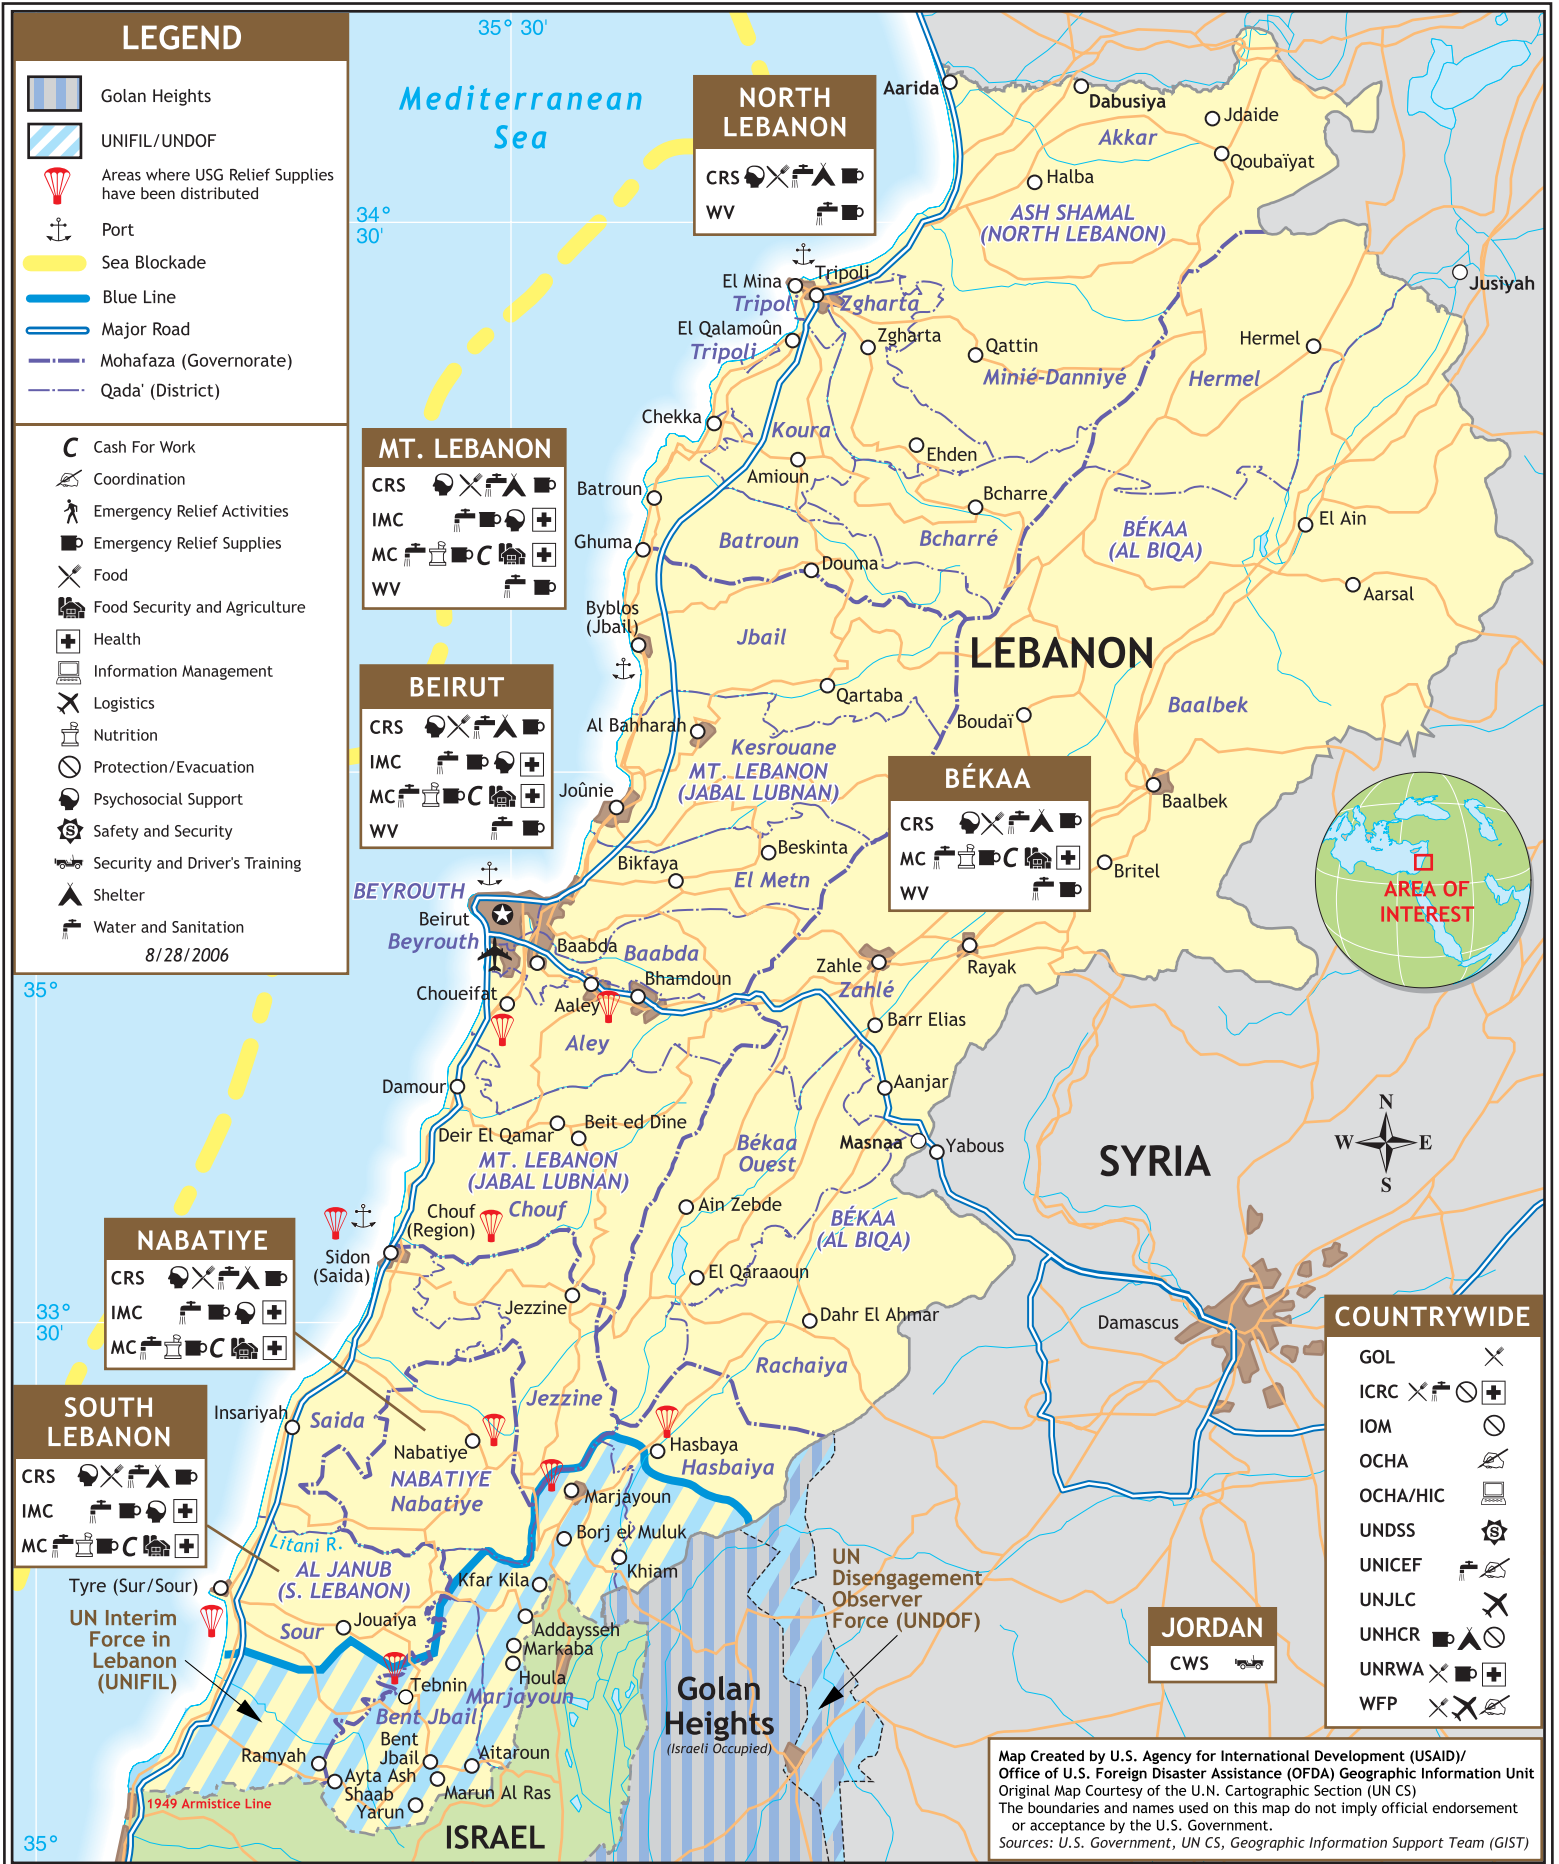 LEGEND
Golan Heights
UNIFIL/UNDOF
Areas where USG Relief Supplies
have been distributed
Port
Sea Blockade
Blue Line
Major Road
Mohafaza (Governorate)
Qada' (District)
C Cash For Work
Coordination
Emergency Relief Activities
Emergency Relief Supplies
Food
Food Security and Agriculture
Health
Information Management
Logistics
Nutrition
Protection/Evacuation
Psychosocial Support
S Safety and Security
Security and Driver's Training
Shelter
Water and Sanitation
8/28/2006
35° 30'
34°
30'
35°
33°
30'
35°
Mediterranean
Sea
NORTH
LEBANON
CRS
WV
MT. LEBANON
CRS
IMC
MC C
WV
BEIRUT
CRS
IMC
MC C
WV
BÉKAA
CRS
MC C
WV
NABATIYE
CRS
IMC
MC C
SOUTH
LEBANON
CRS
IMC
MC C
Aarida
Dabusiya
Jdaide
Akkar
Qoubaïyat
Halba
ASH SHAMAL
(NORTH LEBANON)
Jusiyah
El Mina
Tripoli
Tripoli
Zgharta
El Qalamoûn
Tripoli
Zgharta
Qattin
Minié-Danniyé
Hermel
Hermel
Chekka
Koura
Ehden
Amioun
Batroun
Bcharre
El Ain
Ghuma
Batroun
Bcharré
BÉKAA
(AL BIQA)
Douma
Aarsal
Byblos
(Jbail)
Jbail
LEBANON
Qartaba
Boudaï
Baalbek
Al Bahharah
Kesrouane
MT. LEBANON
(JABAL LUBNAN)
Joûnie
Baalbek
Beskinta
Bikfaya
El Metn
Britel
BEYROUTH
Beirut
Beyrouth
Baabda
Baabda
Bhamdoun
Zahle
Rayak
Zahlé
Choueifat
Aaley
Barr Elias
Aley
Damour
Aanjar
Beit ed Dine
Deir El Qamar
Békaa
Ouest
Masnaa
Yabous
MT. LEBANON
(JABAL LUBNAN)
Chouf
Chouf
(Region)
Ain Zebde
BÉKAA
(AL BIQA)
Sidon
(Saida)
El Qaraaoun
Jezzine
Dahr El Ahmar
Rachaiya
Jezzine
Insariyah
Saida
Nabatiye
NABATIYE
Nabatiye
Hasbaya
Hasbaiya
Marjayoun
Borj el Muluk
Khiam
Litani R.
AL JANUB
(S. LEBANON)
Kfar Kila
Tyre (Sur/Sour)
Jouaiya
Sour
Addaysseh
Markaba
Houla
Marjayoun
Tebnin
Bent Jbail
Bent
Jbail
Aitaroun
Ramyah
Ayta Ash
Shaab
Marun Al Ras
Yarun
UN Interim
Force in
Lebanon
(UNIFIL)
1949 Armistice Line
ISRAEL
Golan
Heights
(Israeli Occupied)
UN
Disengagement
Observer
Force (UNDOF)
SYRIA
Damascus
N
W
E
S
AREA OF
INTEREST
COUNTRYWIDE
GOL
ICRC
IOM
OCHA
OCHA/HIC
UNDSS S
UNICEF
UNJLC
UNHCR
UNRWA
WFP
JORDAN
CWS
Map Created by U.S. Agency for International Development (USAID)/
Office of U.S. Foreign Disaster Assistance (OFDA) Geographic Information Unit
Original Map Courtesy of the U.N. Cartographic Section (UN CS)
The boundaries and names used on this map do not imply official endorsement
or acceptance by the U.S. Government.
Sources: U.S. Government, UN CS, Geographic Information Support Team (GIST)